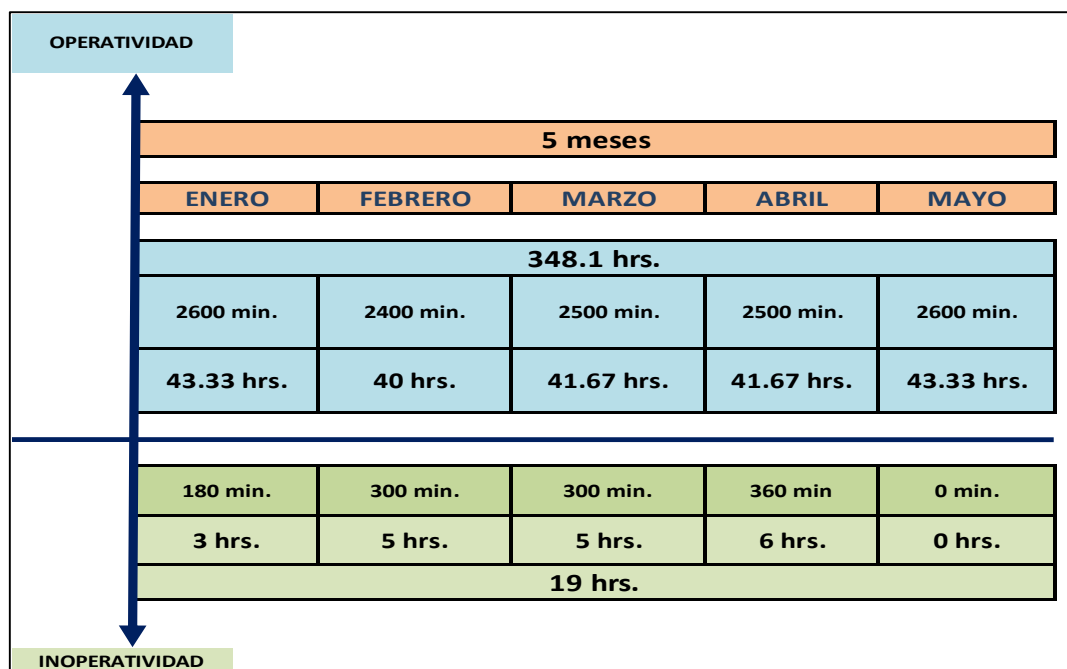 OPERATIVIDAD
5 meses
ENERO FEBRERO MARZO ABRIL MAYO
348.1 hrs.
2600 min. 2400 min. 2500 min. 2500 min. 2600 min.
43.33 hrs. 40 hrs. 41.67 hrs. 41.67 hrs. 43.33 hrs.
180 min. 300 min. 300 min. 360 min 0 min.
3 hrs. 5 hrs. 5 hrs. 6 hrs. 0 hrs.
19 hrs.
INOPERATIVIDAD